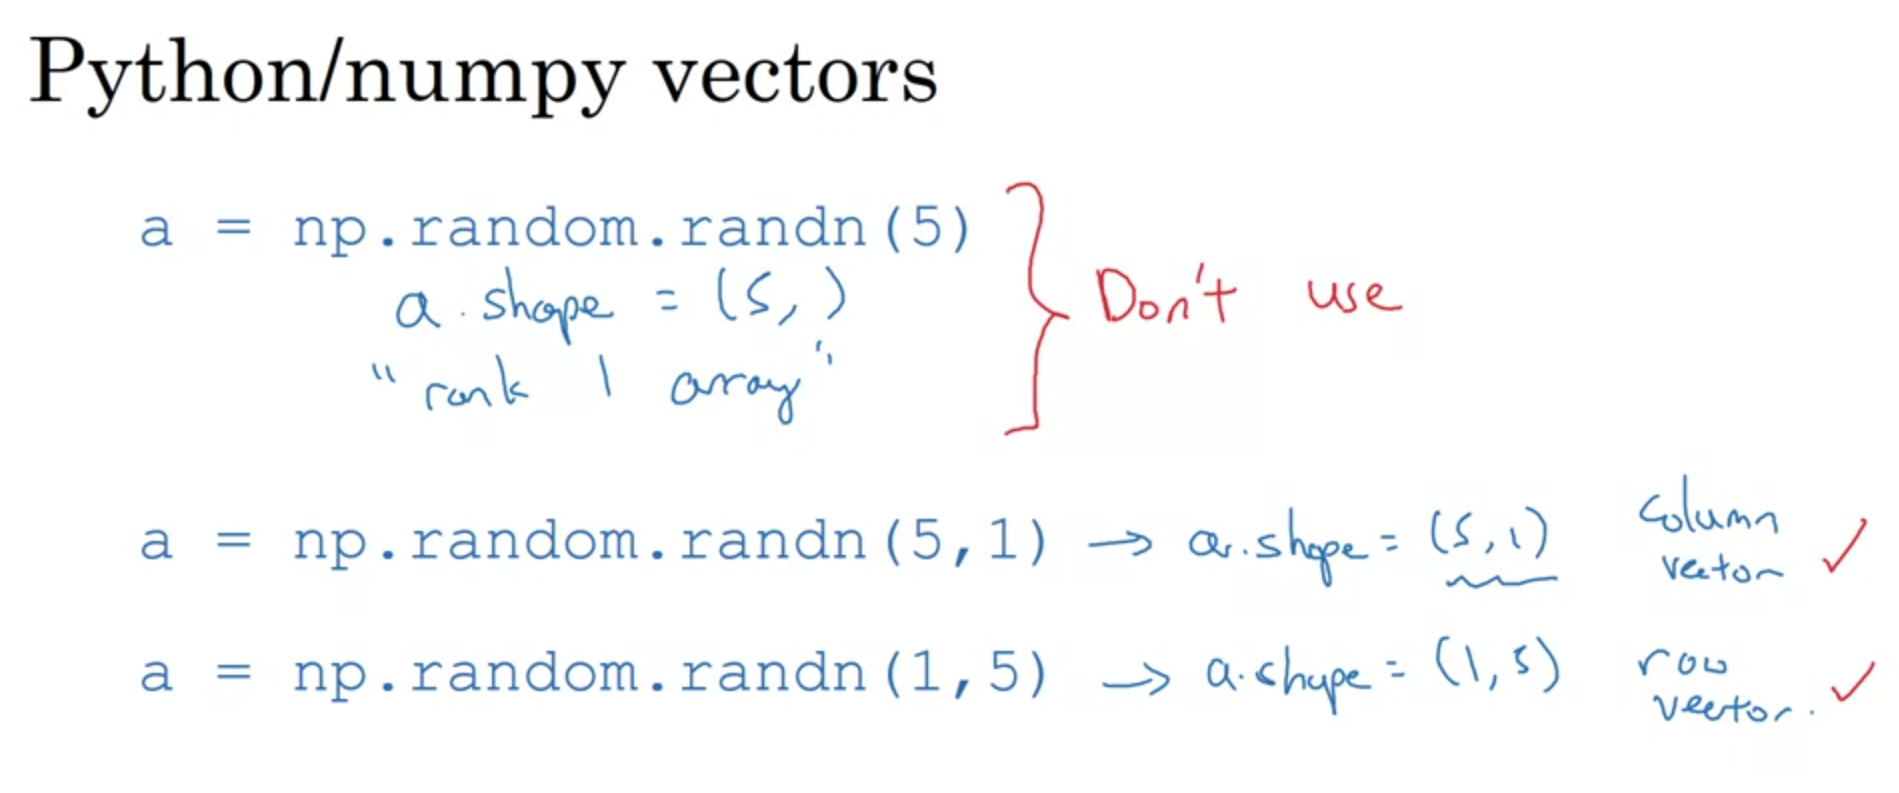 Python/numpy vectors
a = np.random.randn(5)
a.shape = (5,)
"rank 1 array"
Don't use
a = np.random.randn(5,1) → a.shape = (5,1) column vector ✓
a = np.random.randn(1,5) → a.shape = (1,5) row vector. ✓